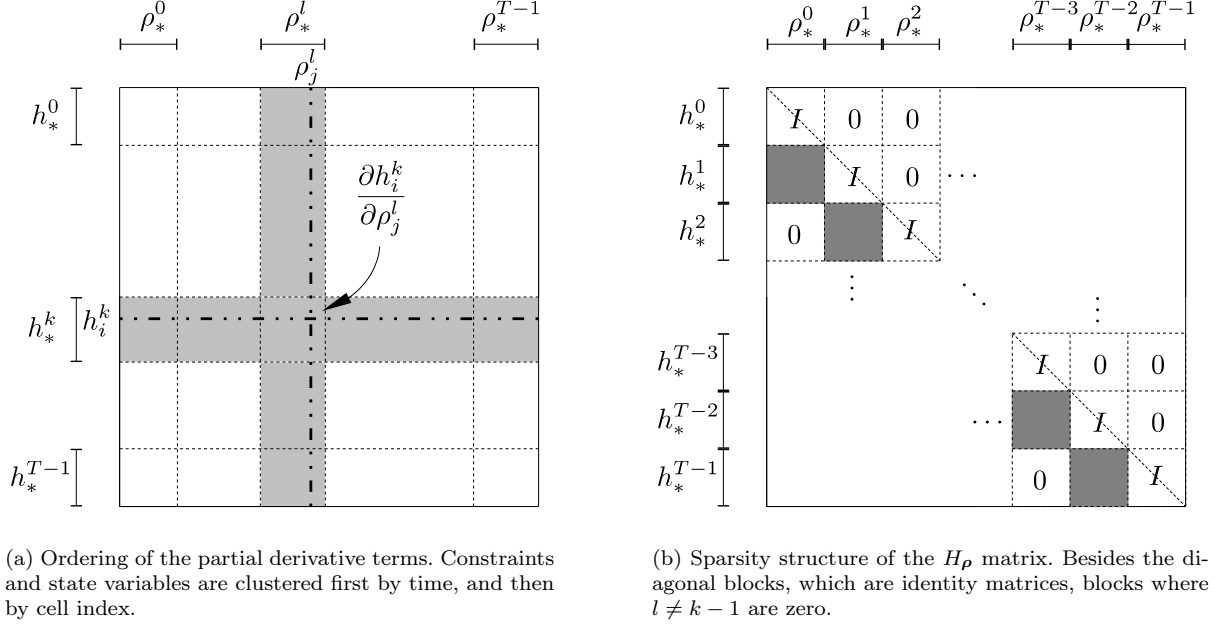 ρ_*^0 ρ_*^l ρ_*^{T−1}
ρ_j^l
h_*^0
∂h_i^k
∂ρ_j^l
h_*^k h_i^k
h_*^{T−1}
(a) Ordering of the partial derivative terms. Constraints
and state variables are clustered first by time, and then
by cell index.
ρ_*^0 ρ_*^1 ρ_*^2 ρ_*^{T−3} ρ_*^{T−2} ρ_*^{T−1}
h_*^0 I 0 0
h_*^1 I 0 ···
h_*^2 0 I
⋮ ⋱ ⋮
h_*^{T−3} I 0 0
h_*^{T−2} ··· I 0
h_*^{T−1} 0 I
(b) Sparsity structure of the H_ρ matrix. Besides the di-
agonal blocks, which are identity matrices, blocks where
l ≠ k − 1 are zero.